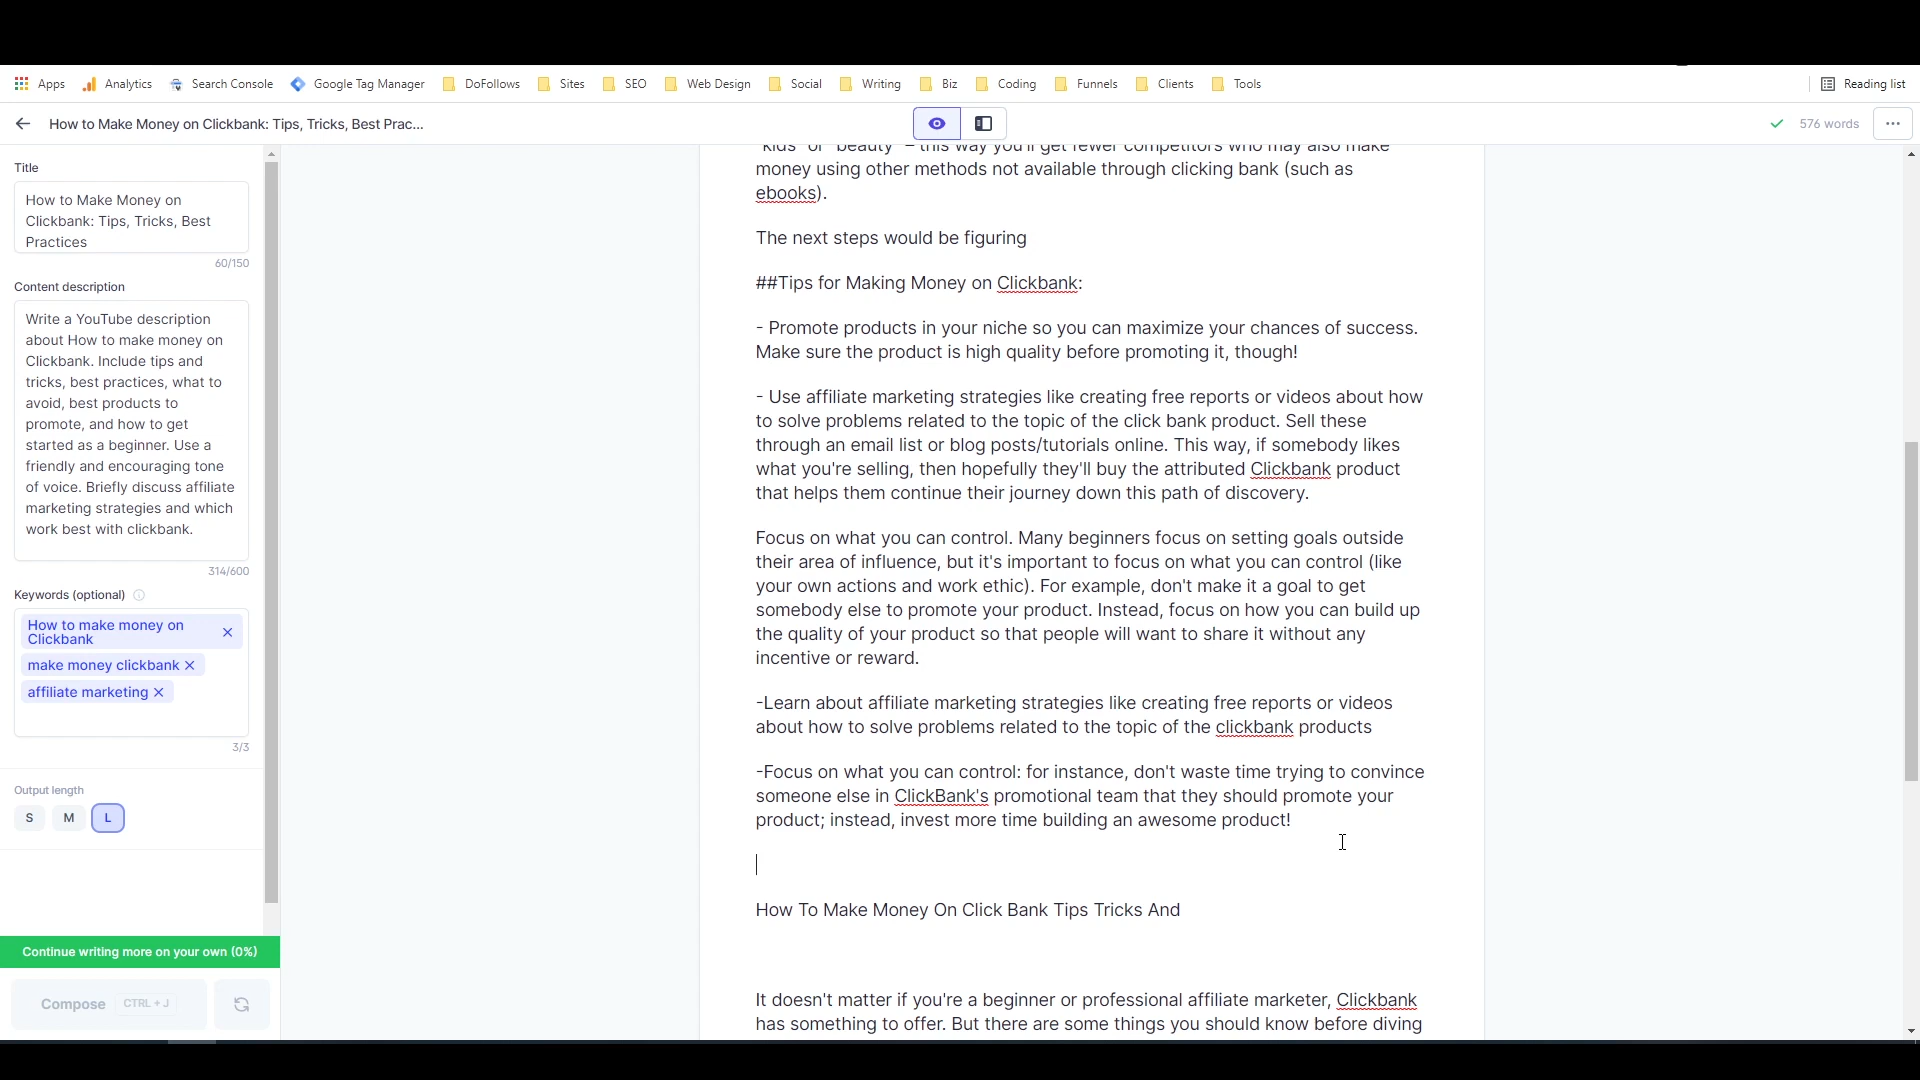 Apps
Analytics
Search Console
Google Tag Manager
DoFollows
Sites
SEO
Web Design
Social
Writing
Biz
Coding
Funnels
Clients
Tools
Reading list
How to Make Money on Clickbank: Tips, Tricks, Best Prac...
576 words
Title
How to Make Money on
Clickbank: Tips, Tricks, Best
Practices
60/150
Content description
Write a YouTube description
about How to make money on
Clickbank. Include tips and
tricks, best practices, what to
avoid, best products to
promote, and how to get
started as a beginner. Use a
friendly and encouraging tone
of voice. Briefly discuss affiliate
marketing strategies and which
work best with clickbank.
314/600
Keywords (optional)
How to make money on
Clickbank
make money clickbank
affiliate marketing
3/3
Output length
S M L
Continue writing more on your own (0%)
Compose CTRL + J
"kids" or "beauty" – this way you'll get fewer competitors who may also make
money using other methods not available through clicking bank (such as
ebooks).
The next steps would be figuring
##Tips for Making Money on Clickbank:
- Promote products in your niche so you can maximize your chances of success.
Make sure the product is high quality before promoting it, though!
- Use affiliate marketing strategies like creating free reports or videos about how
to solve problems related to the topic of the click bank product. Sell these
through an email list or blog posts/tutorials online. This way, if somebody likes
what you're selling, then hopefully they'll buy the attributed Clickbank product
that helps them continue their journey down this path of discovery.
Focus on what you can control. Many beginners focus on setting goals outside
their area of influence, but it's important to focus on what you can control (like
your own actions and work ethic). For example, don't make it a goal to get
somebody else to promote your product. Instead, focus on how you can build up
the quality of your product so that people will want to share it without any
incentive or reward.
-Learn about affiliate marketing strategies like creating free reports or videos
about how to solve problems related to the topic of the clickbank products
-Focus on what you can control: for instance, don't waste time trying to convince
someone else in ClickBank's promotional team that they should promote your
product; instead, invest more time building an awesome product!
How To Make Money On Click Bank Tips Tricks And
It doesn't matter if you're a beginner or professional affiliate marketer, Clickbank
has something to offer. But there are some things you should know before diving